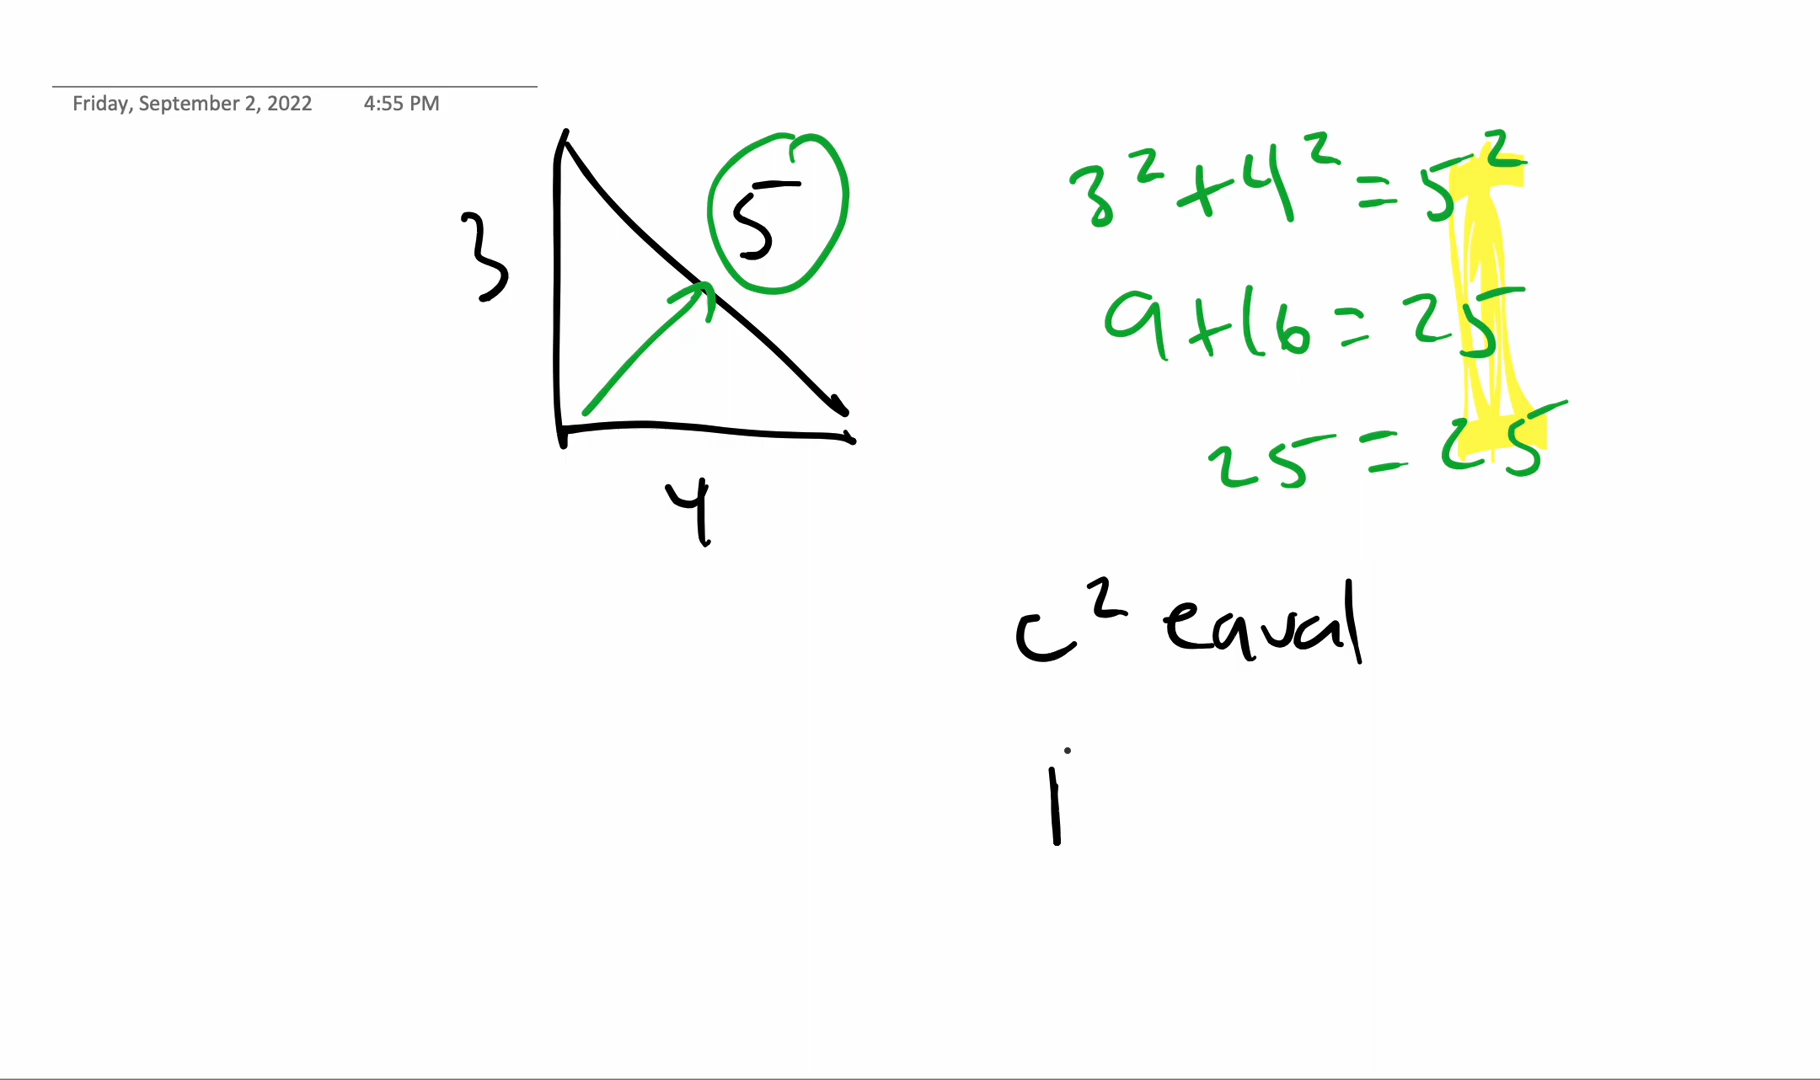 Friday, September 2, 2022 4:55 PM
3
5
4
3² + 4² = 5²
9 + 16 = 25
25 = 25
c² equal